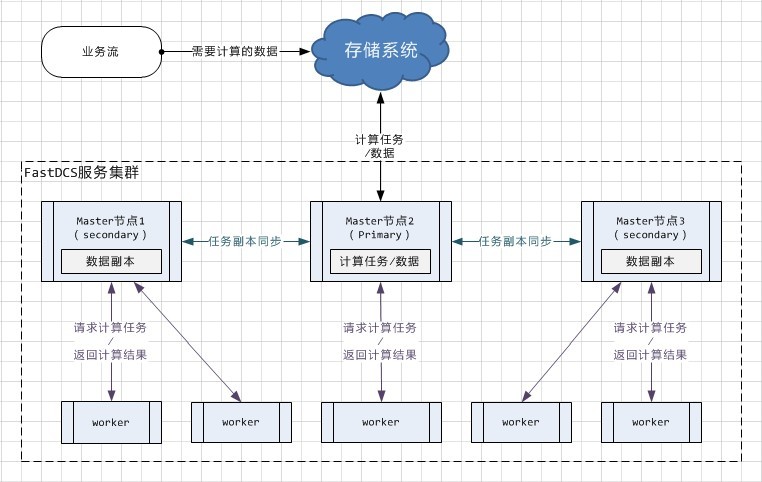 业务流
需要计算的数据
存储系统
计算任务
/数据
FastDCS服务集群
Master节点1
（secondary）
数据副本
任务副本同步
Master节点2
（Primary）
计算任务/数据
任务副本同步
Master节点3
（secondary）
数据副本
请求计算任务
/
返回计算结果
请求计算任务
/
返回计算结果
请求计算任务
/
返回计算结果
worker
worker
worker
worker
worker